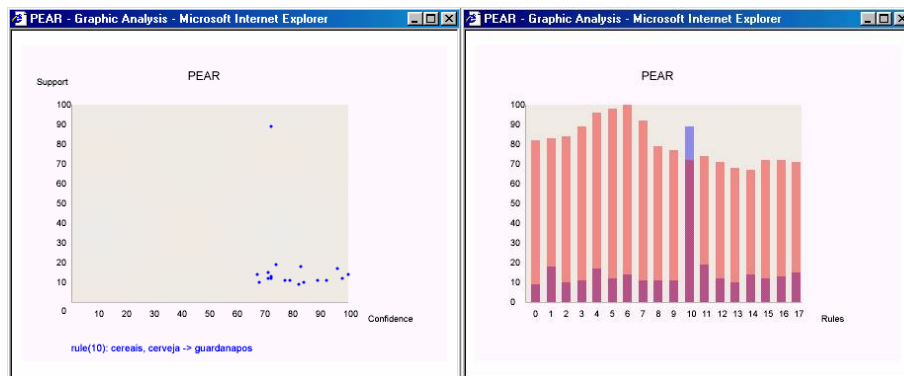 PEAR - Graphic Analysis - Microsoft Internet Explorer
PEAR
Support
100
90
80
70
60
50
40
30
20
10
0
10 20 30 40 50 60 70 80 90 100
Confidence
rule(10): cereais, cerveja -> guardanapos
PEAR - Graphic Analysis - Microsoft Internet Explorer
PEAR
100
90
80
70
60
50
40
30
20
10
0
0 1 2 3 4 5 6 7 8 9 10 11 12 13 14 15 16 17
Rules